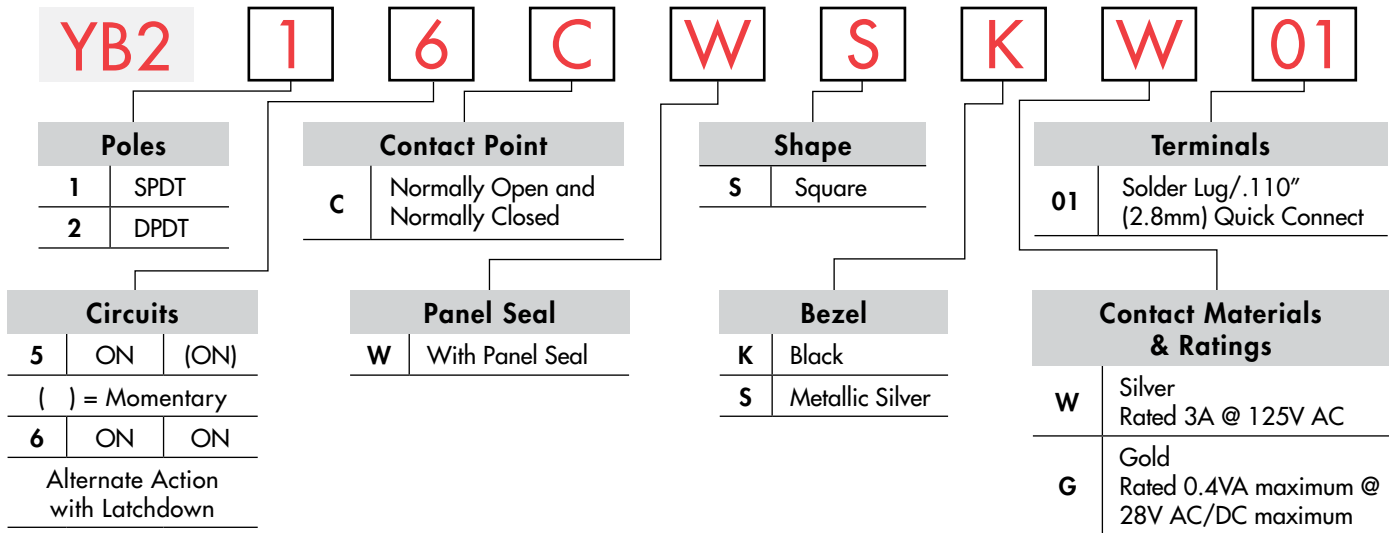 YB2 1 6 C W S K W 01
Poles
1 SPDT
2 DPDT
Contact Point
C Normally Open and
Normally Closed
Shape
S Square
Terminals
01 Solder Lug/.110″
(2.8mm) Quick Connect
Circuits
5 ON (ON)
( ) = Momentary
6 ON ON
Alternate Action
with Latchdown
Panel Seal
W With Panel Seal
Bezel
K Black
S Metallic Silver
Contact Materials
& Ratings
W Silver
Rated 3A @ 125V AC
G Gold
Rated 0.4VA maximum @
28V AC/DC maximum